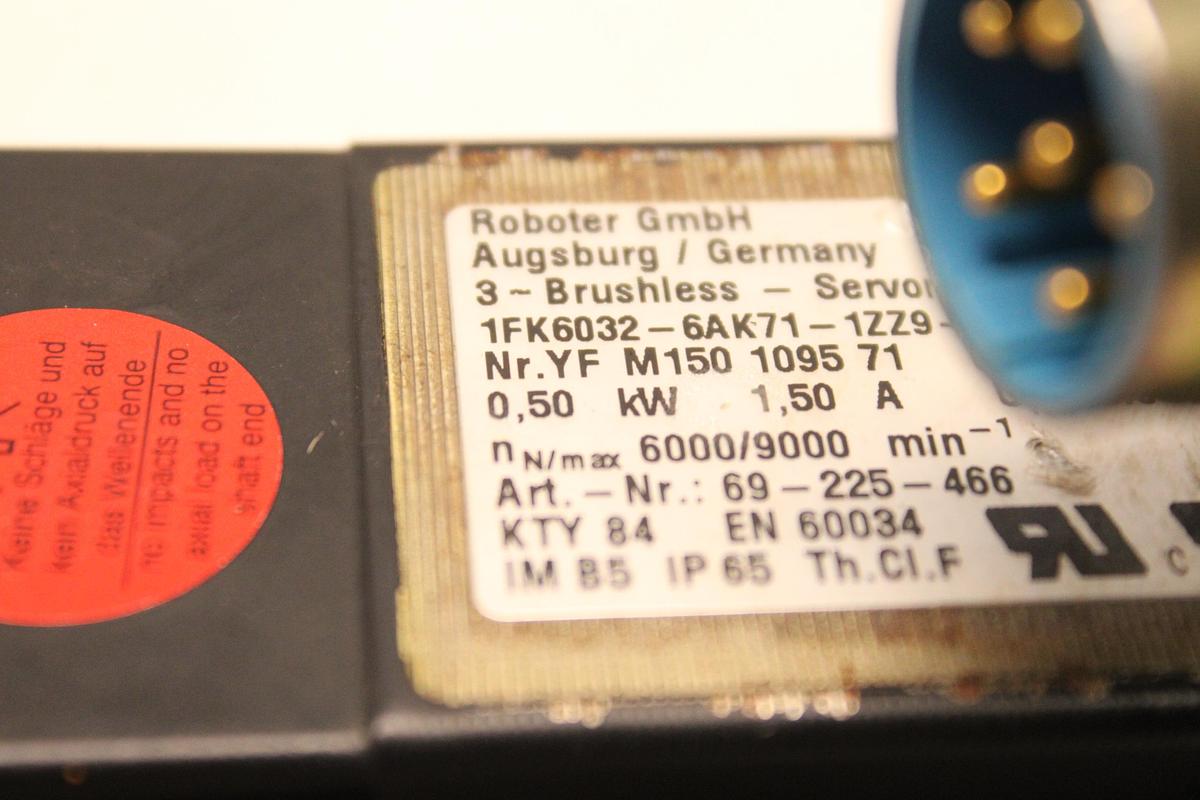 Roboter GmbH
Augsburg / Germany
3 ~ Brushless – Servo
1FK6032 – 6AK71 – 1ZZ9 -
Nr.YF M150 1095 71
0,50 kW 1,50 A
n N/max 6000/9000 min⁻¹
Art. – Nr.: 69 – 225 – 466
KTY 84 EN 60034
IM B5 IP 65 Th.Cl.F
c
Keine Schläge und
kein Axialdruck auf
das Wellenende
no impacts and no
axial load on the
shaft end